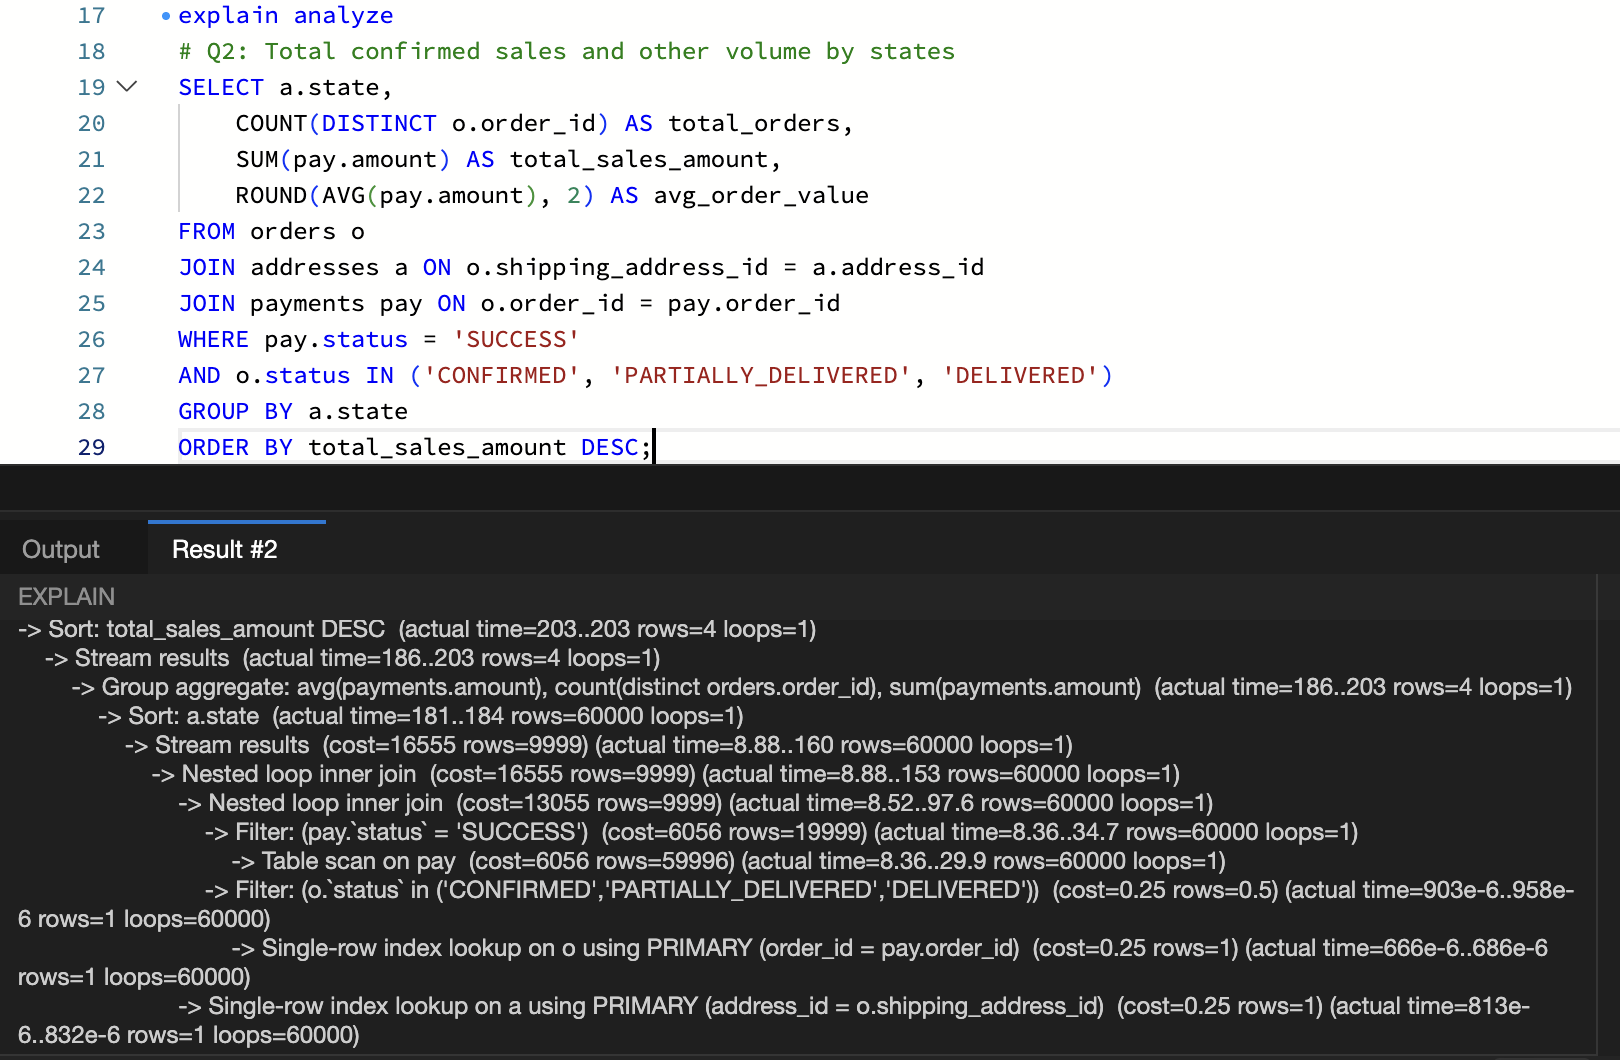 17 explain analyze
18 # Q2: Total confirmed sales and other volume by states
19 SELECT a.state,
20 COUNT(DISTINCT o.order_id) AS total_orders,
21 SUM(pay.amount) AS total_sales_amount,
22 ROUND(AVG(pay.amount), 2) AS avg_order_value
23 FROM orders o
24 JOIN addresses a ON o.shipping_address_id = a.address_id
25 JOIN payments pay ON o.order_id = pay.order_id
26 WHERE pay.status = 'SUCCESS'
27 AND o.status IN ('CONFIRMED', 'PARTIALLY_DELIVERED', 'DELIVERED')
28 GROUP BY a.state
29 ORDER BY total_sales_amount DESC;
Output Result #2
EXPLAIN
-> Sort: total_sales_amount DESC (actual time=203..203 rows=4 loops=1)
-> Stream results (actual time=186..203 rows=4 loops=1)
-> Group aggregate: avg(payments.amount), count(distinct orders.order_id), sum(payments.amount) (actual time=186..203 rows=4 loops=1)
-> Sort: a.state (actual time=181..184 rows=60000 loops=1)
-> Stream results (cost=16555 rows=9999) (actual time=8.88..160 rows=60000 loops=1)
-> Nested loop inner join (cost=16555 rows=9999) (actual time=8.88..153 rows=60000 loops=1)
-> Nested loop inner join (cost=13055 rows=9999) (actual time=8.52..97.6 rows=60000 loops=1)
-> Filter: (pay.`status` = 'SUCCESS') (cost=6056 rows=19999) (actual time=8.36..34.7 rows=60000 loops=1)
-> Table scan on pay (cost=6056 rows=59996) (actual time=8.36..29.9 rows=60000 loops=1)
-> Filter: (o.`status` in ('CONFIRMED','PARTIALLY_DELIVERED','DELIVERED')) (cost=0.25 rows=0.5) (actual time=903e-6..958e-
6 rows=1 loops=60000)
-> Single-row index lookup on o using PRIMARY (order_id = pay.order_id) (cost=0.25 rows=1) (actual time=666e-6..686e-6
rows=1 loops=60000)
-> Single-row index lookup on a using PRIMARY (address_id = o.shipping_address_id) (cost=0.25 rows=1) (actual time=813e-
6..832e-6 rows=1 loops=60000)